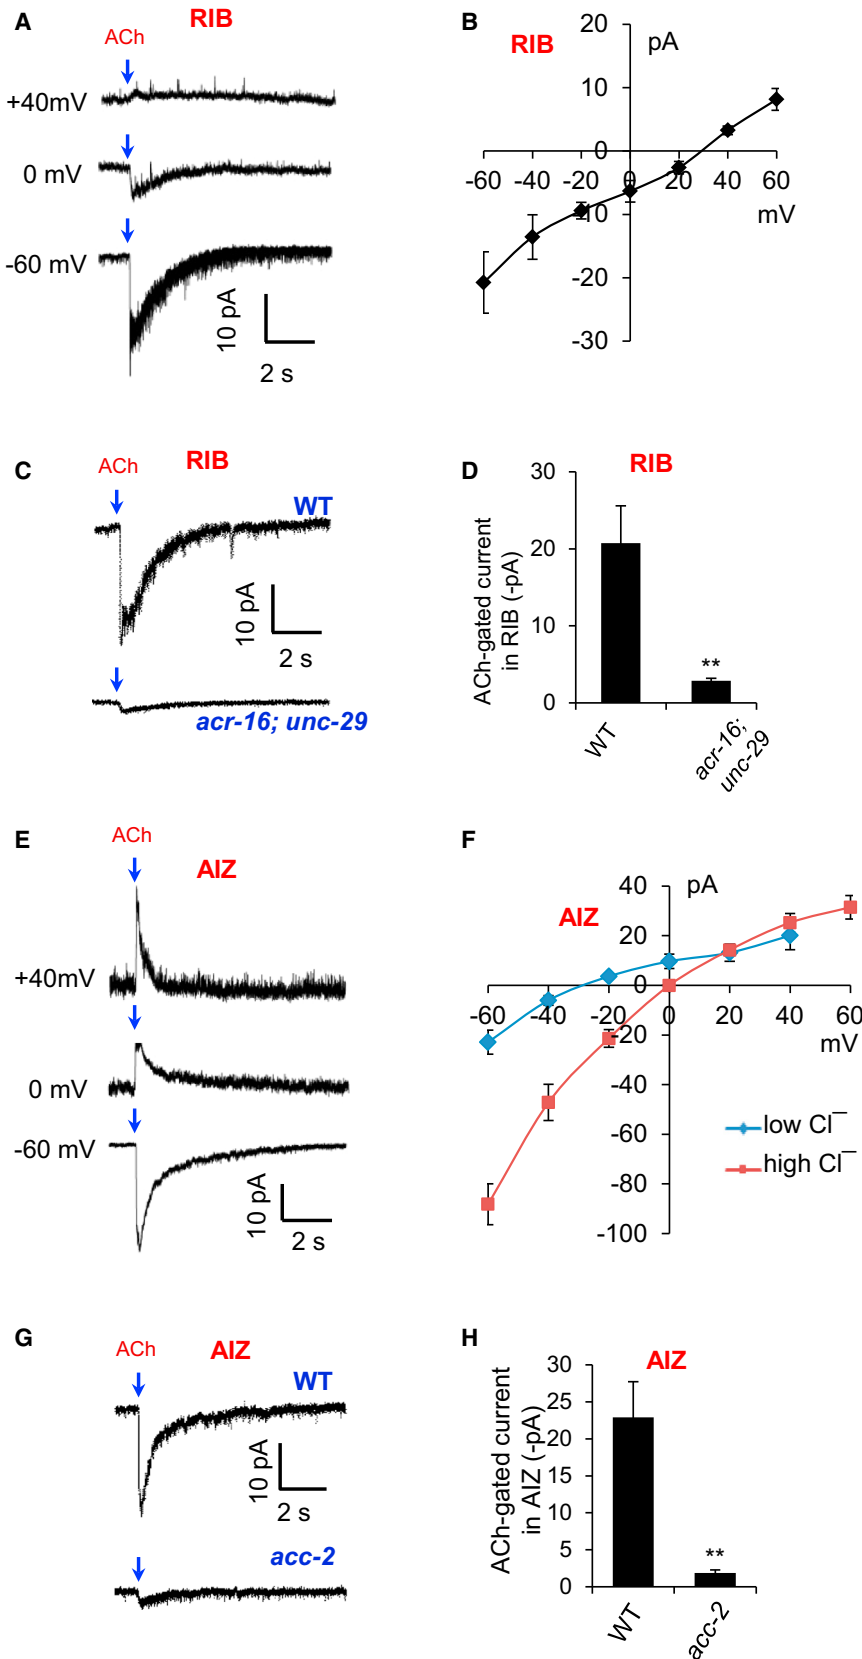 A
RIB
ACh
+40mV
0 mV
-60 mV
10 pA
2 s
B
RIB
pA
20
10
0
-10
-20
-30
-60 -40 -20 0 20 40 60
mV
C
RIB
ACh
WT
10 pA
2 s
acr-16; unc-29
D
RIB
30
20
10
0
ACh-gated current
in RIB (-pA)
**
WT
acr-16;
unc-29
E
ACh
AIZ
+40mV
0 mV
-60 mV
10 pA
2 s
F
AIZ
pA
40
20
0
-20
-40
-60
-80
-100
-60 -40 -20 0 20 40 60
mV
low Cl⁻
high Cl⁻
G
ACh
AIZ
WT
10 pA
2 s
acc-2
H
AIZ
30
25
20
15
10
5
0
ACh-gated current
in AIZ (-pA)
**
WT
acc-2